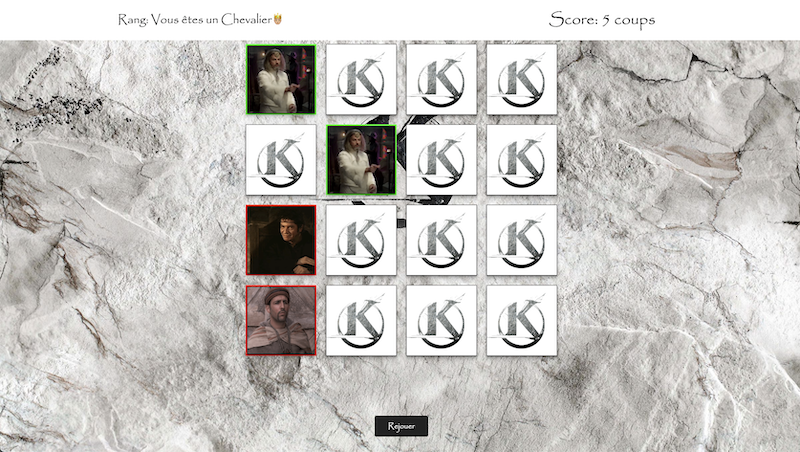 Rang: Vous êtes un Chevalier
Score: 5 coups
K K K
K K K
K K K
K K K
Rejouer